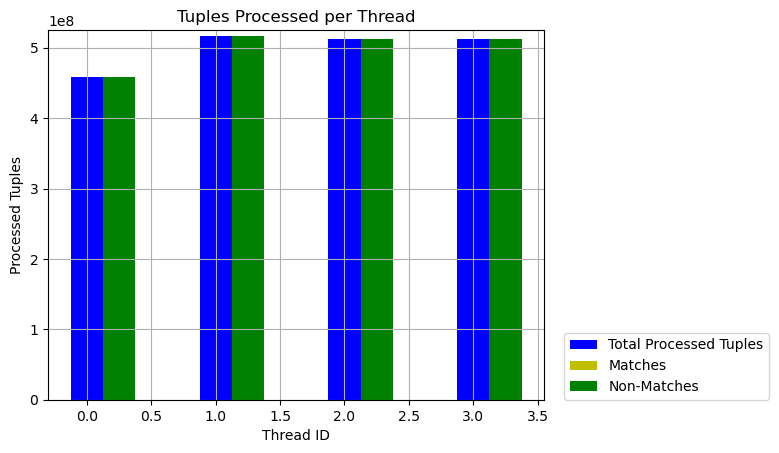 Tuples Processed per Thread
1e8
5
4
3
2
1
0
Processed Tuples
0.0 0.5 1.0 1.5 2.0 2.5 3.0 3.5
Thread ID
Total Processed Tuples
Matches
Non-Matches